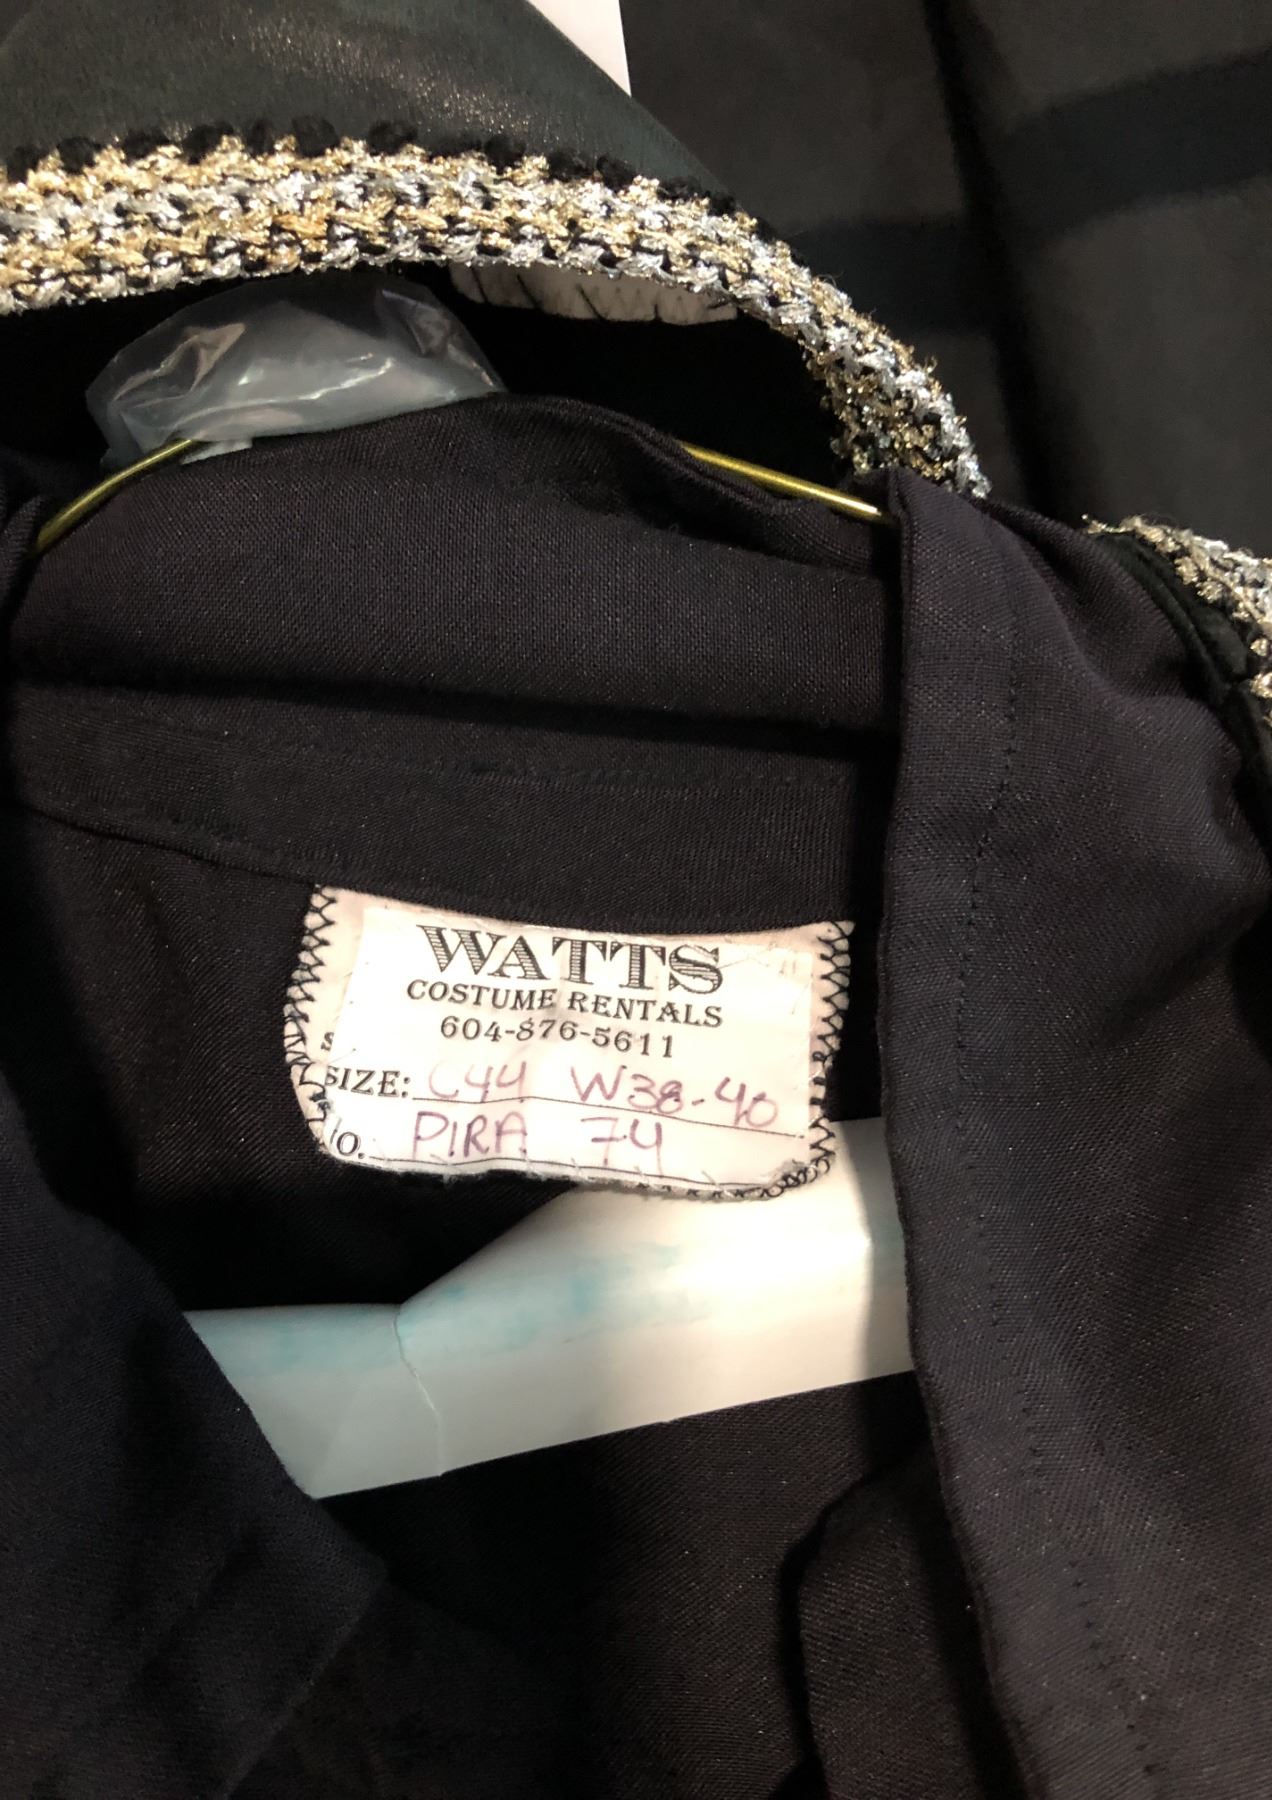 WATTS
COSTUME RENTALS
604-876-5611
SIZE: C44 W38-40
PIRA 74